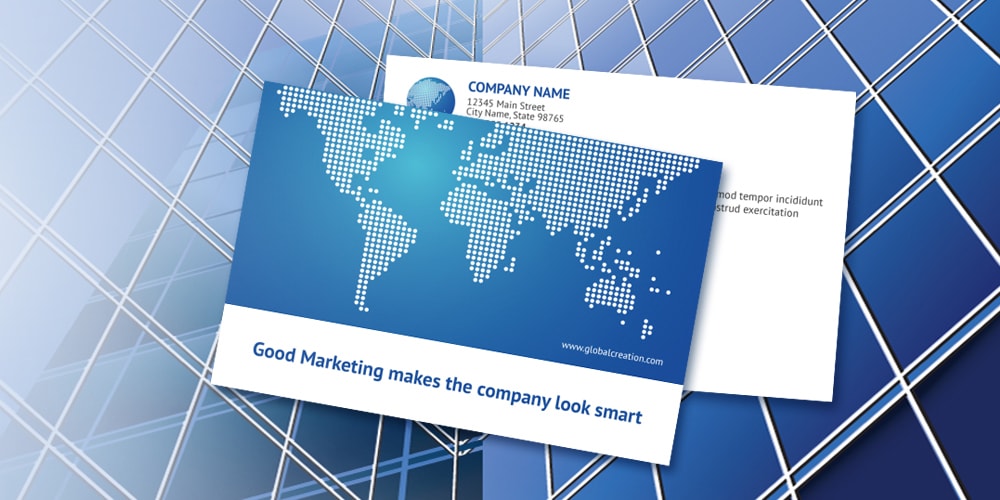 COMPANY NAME
12345 Main Street
City Name, State 98765
mod tempor incididunt
strud exercitation
www.globalcreation.com
Good Marketing makes the company look smart